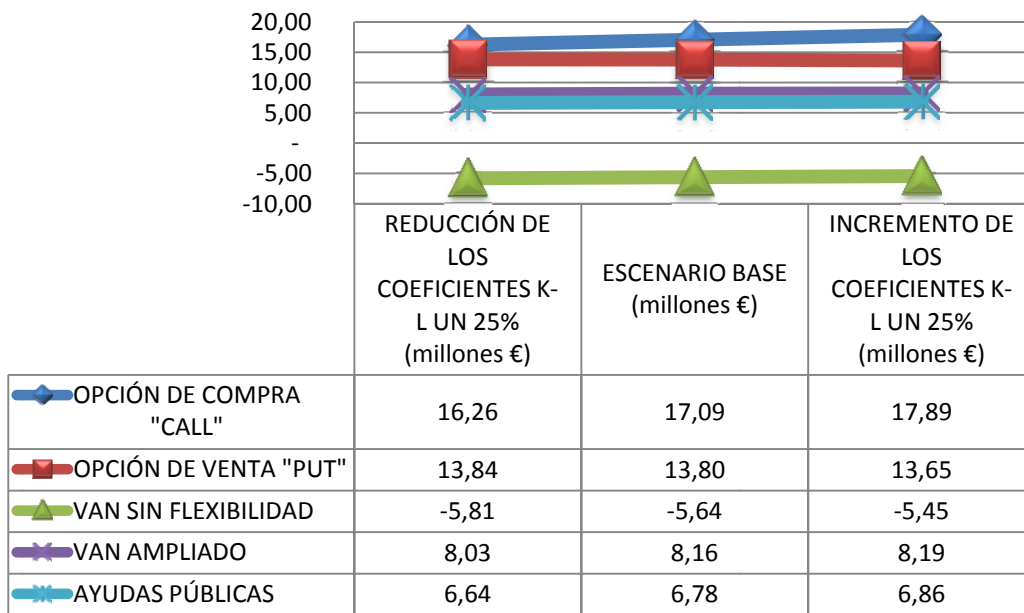 20,00
15,00
10,00
5,00
-
-5,00
-10,00
REDUCCIÓN DE
LOS
COEFICIENTES K-
L UN 25%
(millones €)
ESCENARIO BASE
(millones €)
INCREMENTO DE
LOS
COEFICIENTES K-
L UN 25%
(millones €)
OPCIÓN DE COMPRA
"CALL"
16,26 17,09 17,89
OPCIÓN DE VENTA "PUT" 13,84 13,80 13,65
VAN SIN FLEXIBILIDAD -5,81 -5,64 -5,45
VAN AMPLIADO 8,03 8,16 8,19
AYUDAS PÚBLICAS 6,64 6,78 6,86